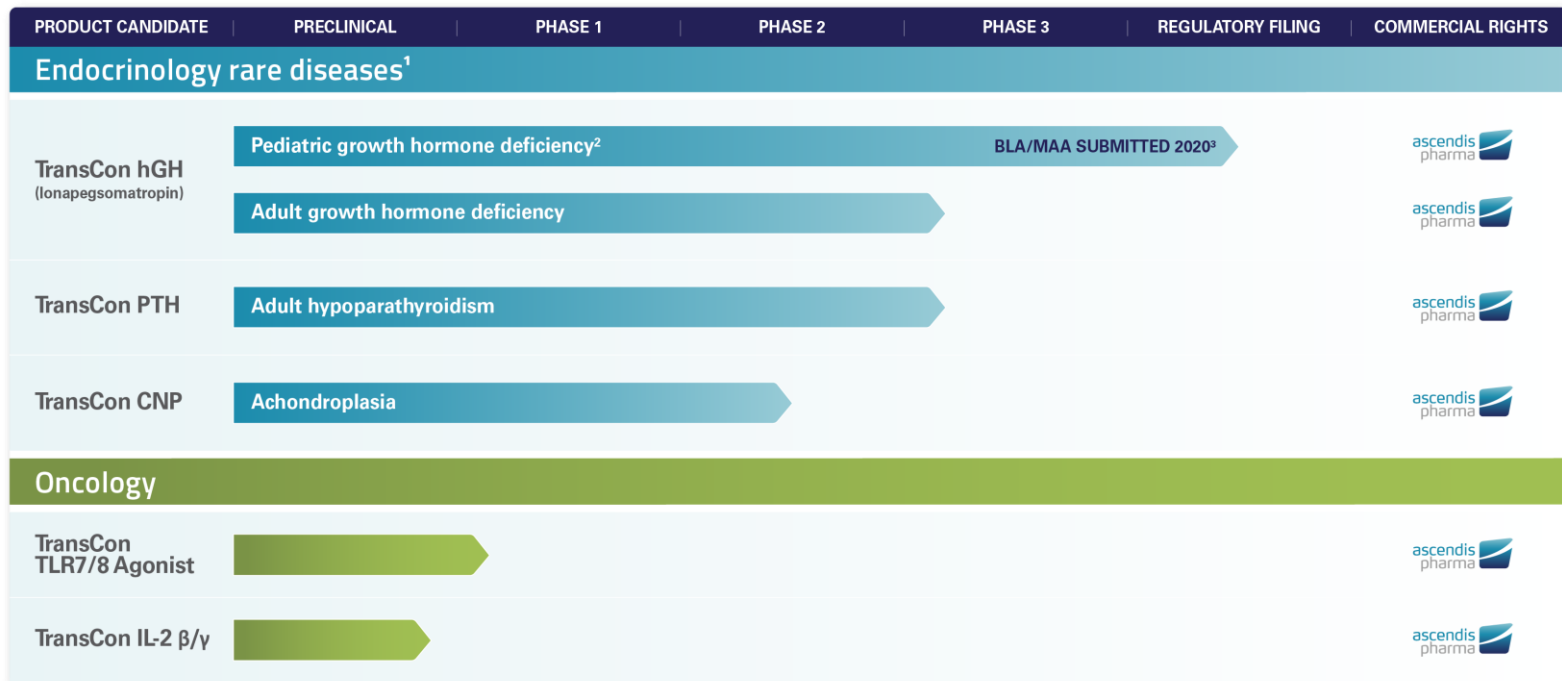 PRODUCT CANDIDATE | PRECLINICAL | PHASE 1 | PHASE 2 | PHASE 3 | REGULATORY FILING | COMMERCIAL RIGHTS
Endocrinology rare diseases¹
TransCon hGH
(lonapegsomatropin)
Pediatric growth hormone deficiency²
BLA/MAA SUBMITTED 2020³
ascendis
pharma
Adult growth hormone deficiency
ascendis
pharma
TransCon PTH
Adult hypoparathyroidism
ascendis
pharma
TransCon CNP
Achondroplasia
ascendis
pharma
Oncology
TransCon
TLR7/8 Agonist
ascendis
pharma
TransCon IL-2 β/γ
ascendis
pharma